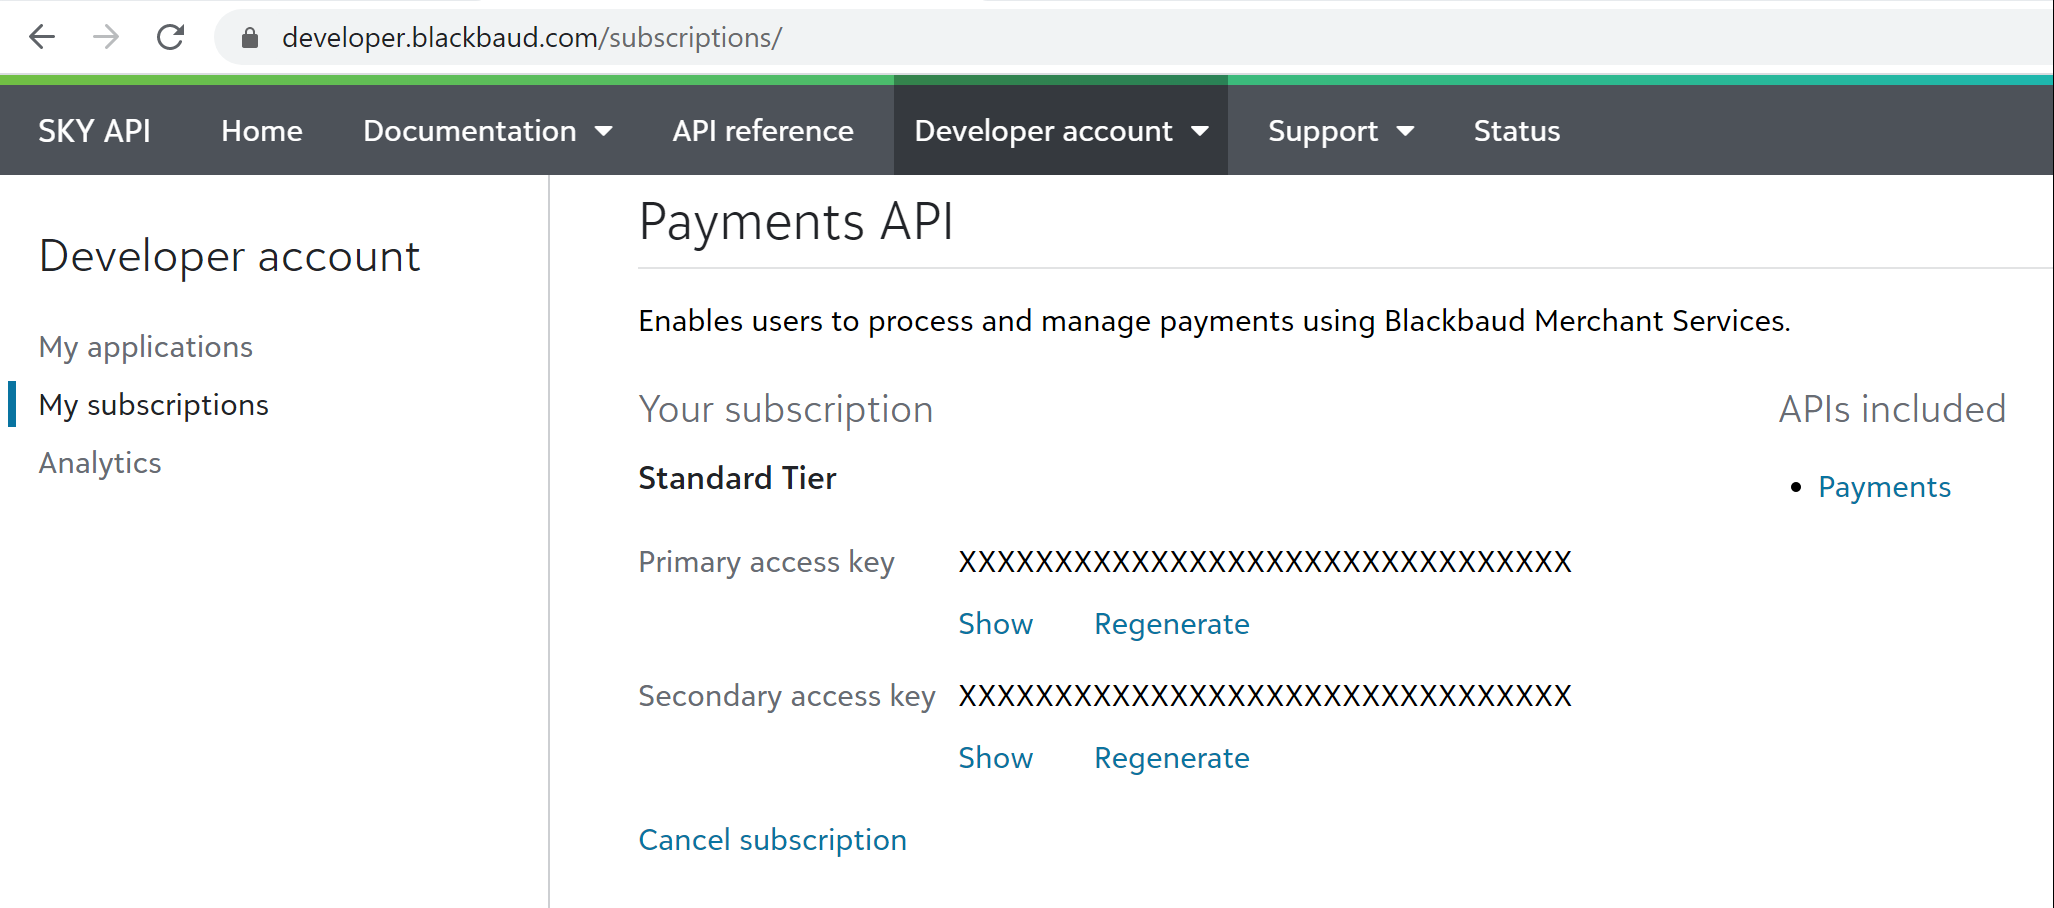 developer.blackbaud.com/subscriptions/
SKY API Home Documentation API reference Developer account Support Status
Developer account
My applications
My subscriptions
Analytics
Payments API
Enables users to process and manage payments using Blackbaud Merchant Services.
Your subscription
Standard Tier
Primary access key XXXXXXXXXXXXXXXXXXXXXXXXXXXXXXXX
Show Regenerate
Secondary access key XXXXXXXXXXXXXXXXXXXXXXXXXXXXXXXX
Show Regenerate
Cancel subscription
APIs included
• Payments